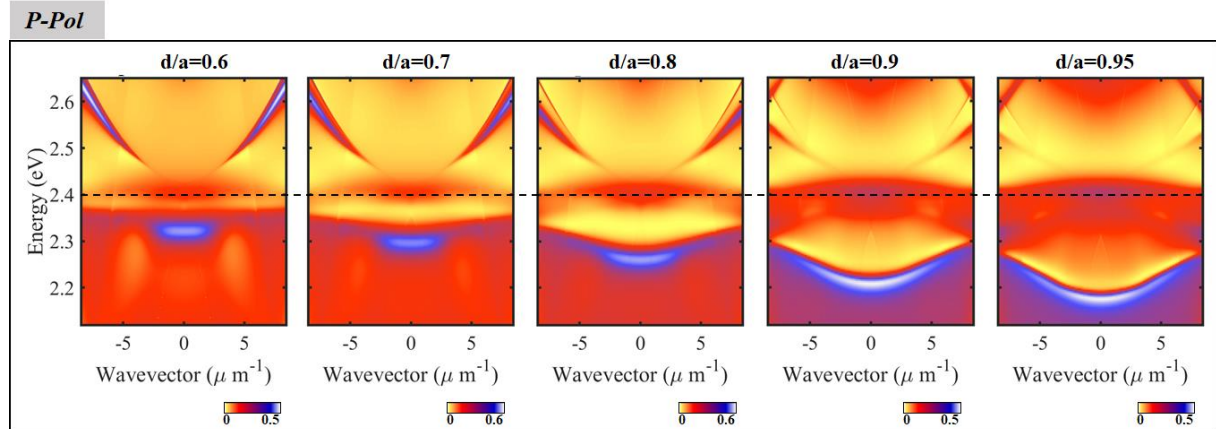 P-Pol
d/a=0.6 d/a=0.7 d/a=0.8 d/a=0.9 d/a=0.95
2.6
2.5
2.4
2.3
2.2
Energy (eV)
-5 0 5 -5 0 5 -5 0 5 -5 0 5 -5 0 5
Wavevector (μ m⁻¹) Wavevector (μ m⁻¹) Wavevector (μ m⁻¹) Wavevector (μ m⁻¹) Wavevector (μ m⁻¹)
0 0.5 0 0.6 0 0.6 0 0.5 0 0.5